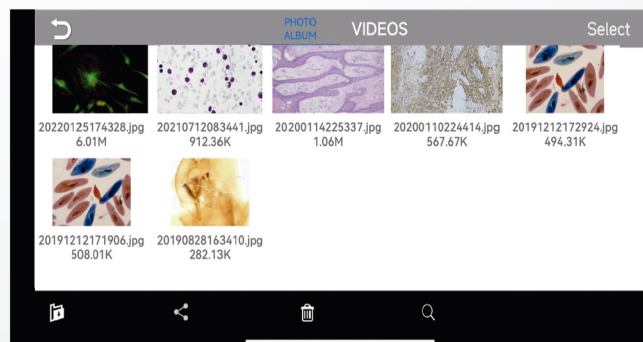 PHOTO
ALBUM
VIDEOS
Select
20220125174328.jpg
6.01M
20210712083441.jpg
912.36K
20200114225337.jpg
1.06M
20200110224414.jpg
567.67K
20191212172924.jpg
494.31K
20191212171906.jpg
508.01K
20190828163410.jpg
282.13K